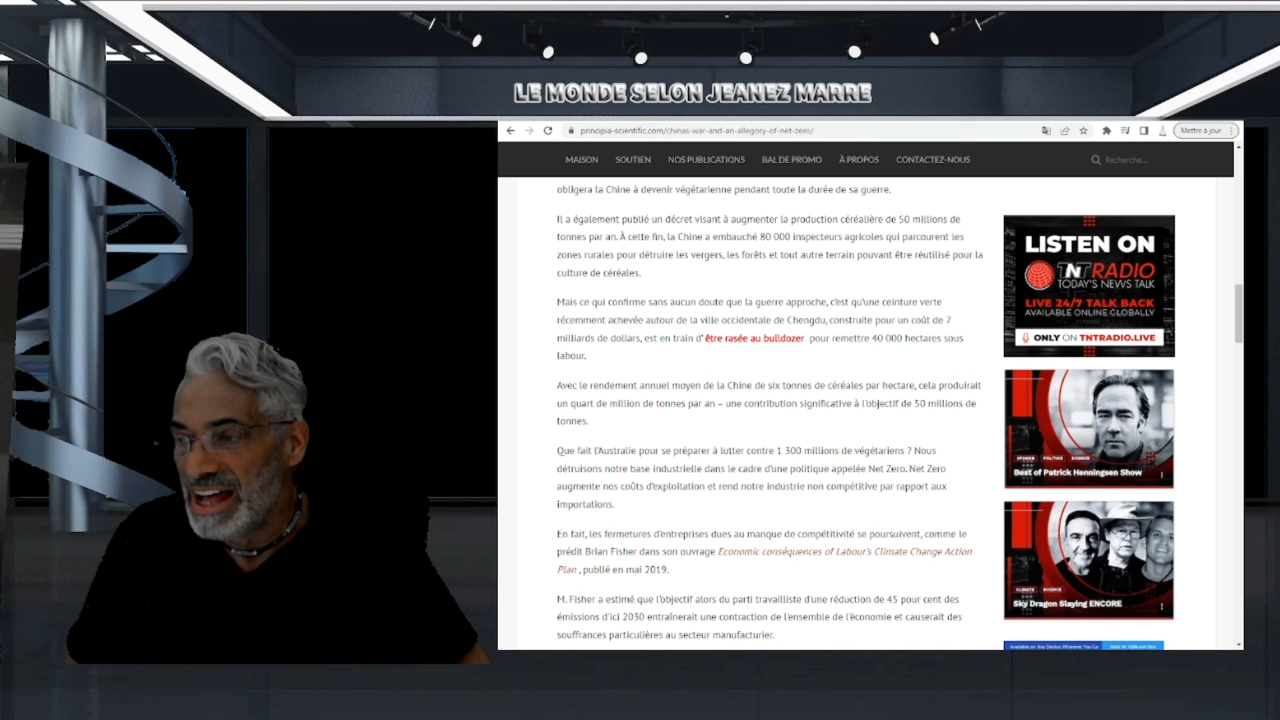 LE MONDE SELON JEANEZ MARRE
principia-scientific.com/chinas-war-and-an-allegory-of-net-zero/
Mettre à jour
MAISON SOUTIEN NOS PUBLICATIONS BAL DE PROMO À PROPOS CONTACTEZ-NOUS
Recherche...
obligera la Chine à devenir végétarienne pendant toute la durée de sa guerre.
Il a également publié un décret visant à augmenter la production céréalière de 50 millions de
tonnes par an. À cette fin, la Chine a embauché 80 000 inspecteurs agricoles qui parcourent les
zones rurales pour détruire les vergers, les forêts et tout autre terrain pouvant être réutilisé pour la
culture de céréales.
Mais ce qui confirme sans aucun doute que la guerre approche, c'est qu'une ceinture verte
récemment achevée autour de la ville occidentale de Chengdu, construite pour un coût de 7
milliards de dollars, est en train d' être rasée au bulldozer pour remettre 40 000 hectares sous
labour.
Avec le rendement annuel moyen de la Chine de six tonnes de céréales par hectare, cela produirait
un quart de million de tonnes par an – une contribution significative à l'objectif de 50 millions de
tonnes.
Que fait l'Australie pour se préparer à lutter contre 1 300 millions de végétariens ? Nous
détruisons notre base industrielle dans le cadre d'une politique appelée Net Zero. Net Zero
augmente nos coûts d'exploitation et rend notre industrie non compétitive par rapport aux
importations.
En fait, les fermetures d'entreprises dues au manque de compétitivité se poursuivent, comme le
prédit Brian Fisher dans son ouvrage Economic conséquences of Labour's Climate Change Action
Plan , publié en mai 2019.
M. Fisher a estimé que l'objectif alors du parti travailliste d'une réduction de 45 pour cent des
émissions d'ici 2030 entraînerait une contraction de l'ensemble de l'économie et causerait des
souffrances particulières au secteur manufacturier.
LISTEN ON
TNT RADIO
TODAY'S NEWS TALK
LIVE 24/7 TALK BACK
AVAILABLE ONLINE GLOBALLY
ONLY ON TNTRADIO.LIVE
OPINION POLITICS SCIENCE
Best of Patrick Henningsen Show
CLIMATE SCIENCE
Sky Dragon Slaying ENCORE